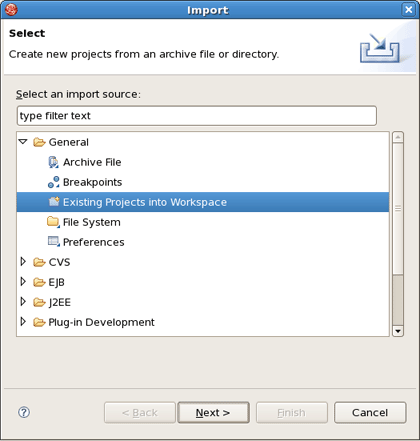 Import
Select
Create new projects from an archive file or directory.
Select an import source:
type filter text
General
Archive File
Breakpoints
Existing Projects into Workspace
File System
Preferences
CVS
EJB
J2EE
Plug-in Development
? < Back Next > Finish Cancel